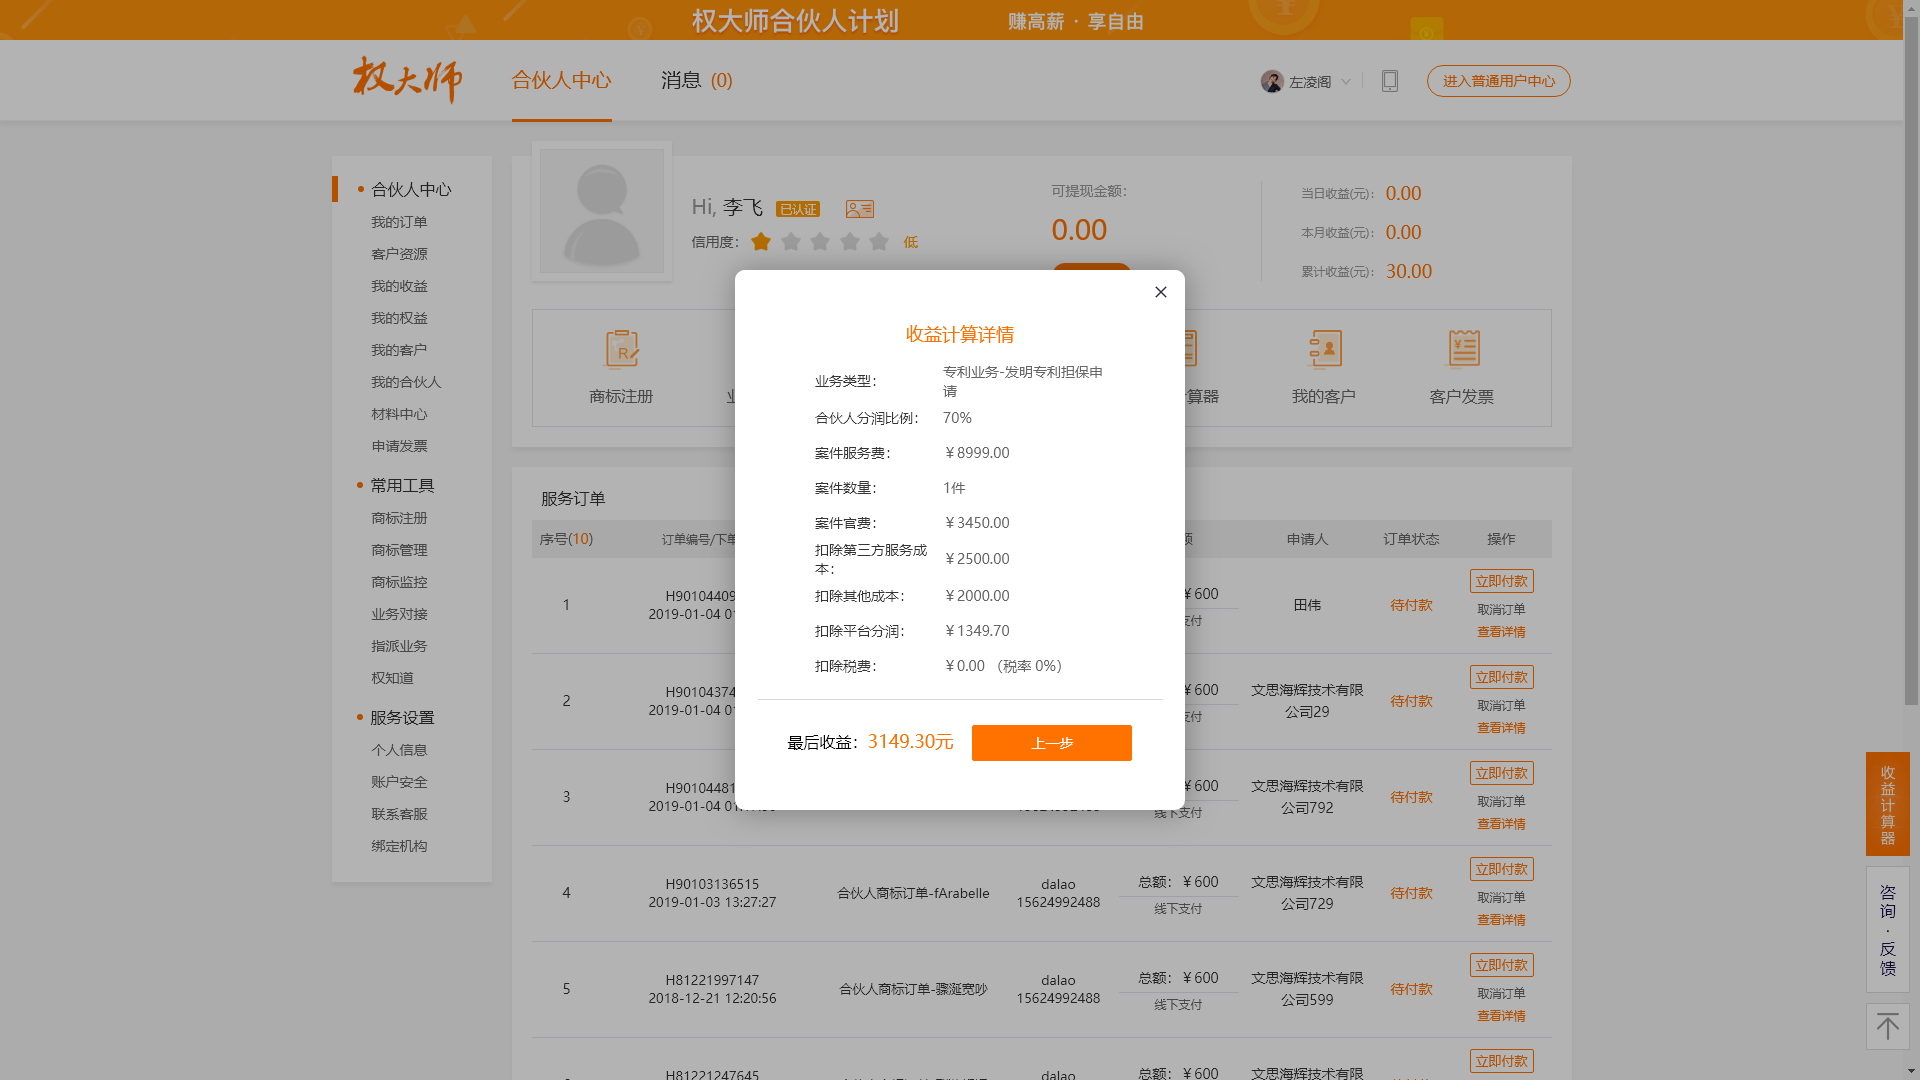 权大师合伙人计划 赚高薪 · 享自由
权大师 合伙人中心 消息 (0) 左凌阁 进入普通用户中心
合伙人中心
我的订单
客户资源
我的收益
我的权益
我的客户
我的合伙人
材料中心
申请发票
常用工具
商标注册
商标管理
商标监控
业务对接
指派业务
权知道
服务设置
个人信息
账户安全
联系客服
绑定机构
Hi, 李飞 已认证
信用度： 低
可提现金额：
0.00
当日收益(元)： 0.00
本月收益(元)： 0.00
累计收益(元)： 30.00
商标注册 业 算器 我的客户 客户发票
收益计算详情
业务类型： 专利业务-发明专利担保申
请
合伙人分润比例： 70%
案件服务费： ￥8999.00
案件数量： 1件
案件官费： ￥3450.00
扣除第三方服务成
本： ￥2500.00
扣除其他成本： ￥2000.00
扣除平台分润： ￥1349.70
扣除税费： ￥0.00 （税率 0%）
最后收益：3149.30元 上一步
服务订单
序号(10) 订单编号/下单 额 申请人 订单状态 操作
1 H90104409 ￥600 田伟 待付款 立即付款
2019-01-04 0 支付 取消订单
查看详情
2 H90104374 ￥600 文思海辉技术有限 待付款 立即付款
2019-01-04 0 支付 公司29 取消订单
查看详情
3 H90104481 ￥600 文思海辉技术有限 待付款 立即付款
2019-01-04 线下支付 公司792 取消订单
查看详情
4 H90103136515 合伙人商标订单-fArabelle dalao 总额：￥600 文思海辉技术有限 待付款 立即付款
2019-01-03 13:27:27 15624992488 线下支付 公司729 取消订单
查看详情
5 H81221997147 合伙人商标订单-骤涎宽吵 dalao 总额：￥600 文思海辉技术有限 待付款 立即付款
2018-12-21 12:20:56 15624992488 线下支付 公司599 取消订单
查看详情
H81221247645 dalao 总额：￥600 文思海辉技术有限 立即付款
收益计算器
咨询·反馈